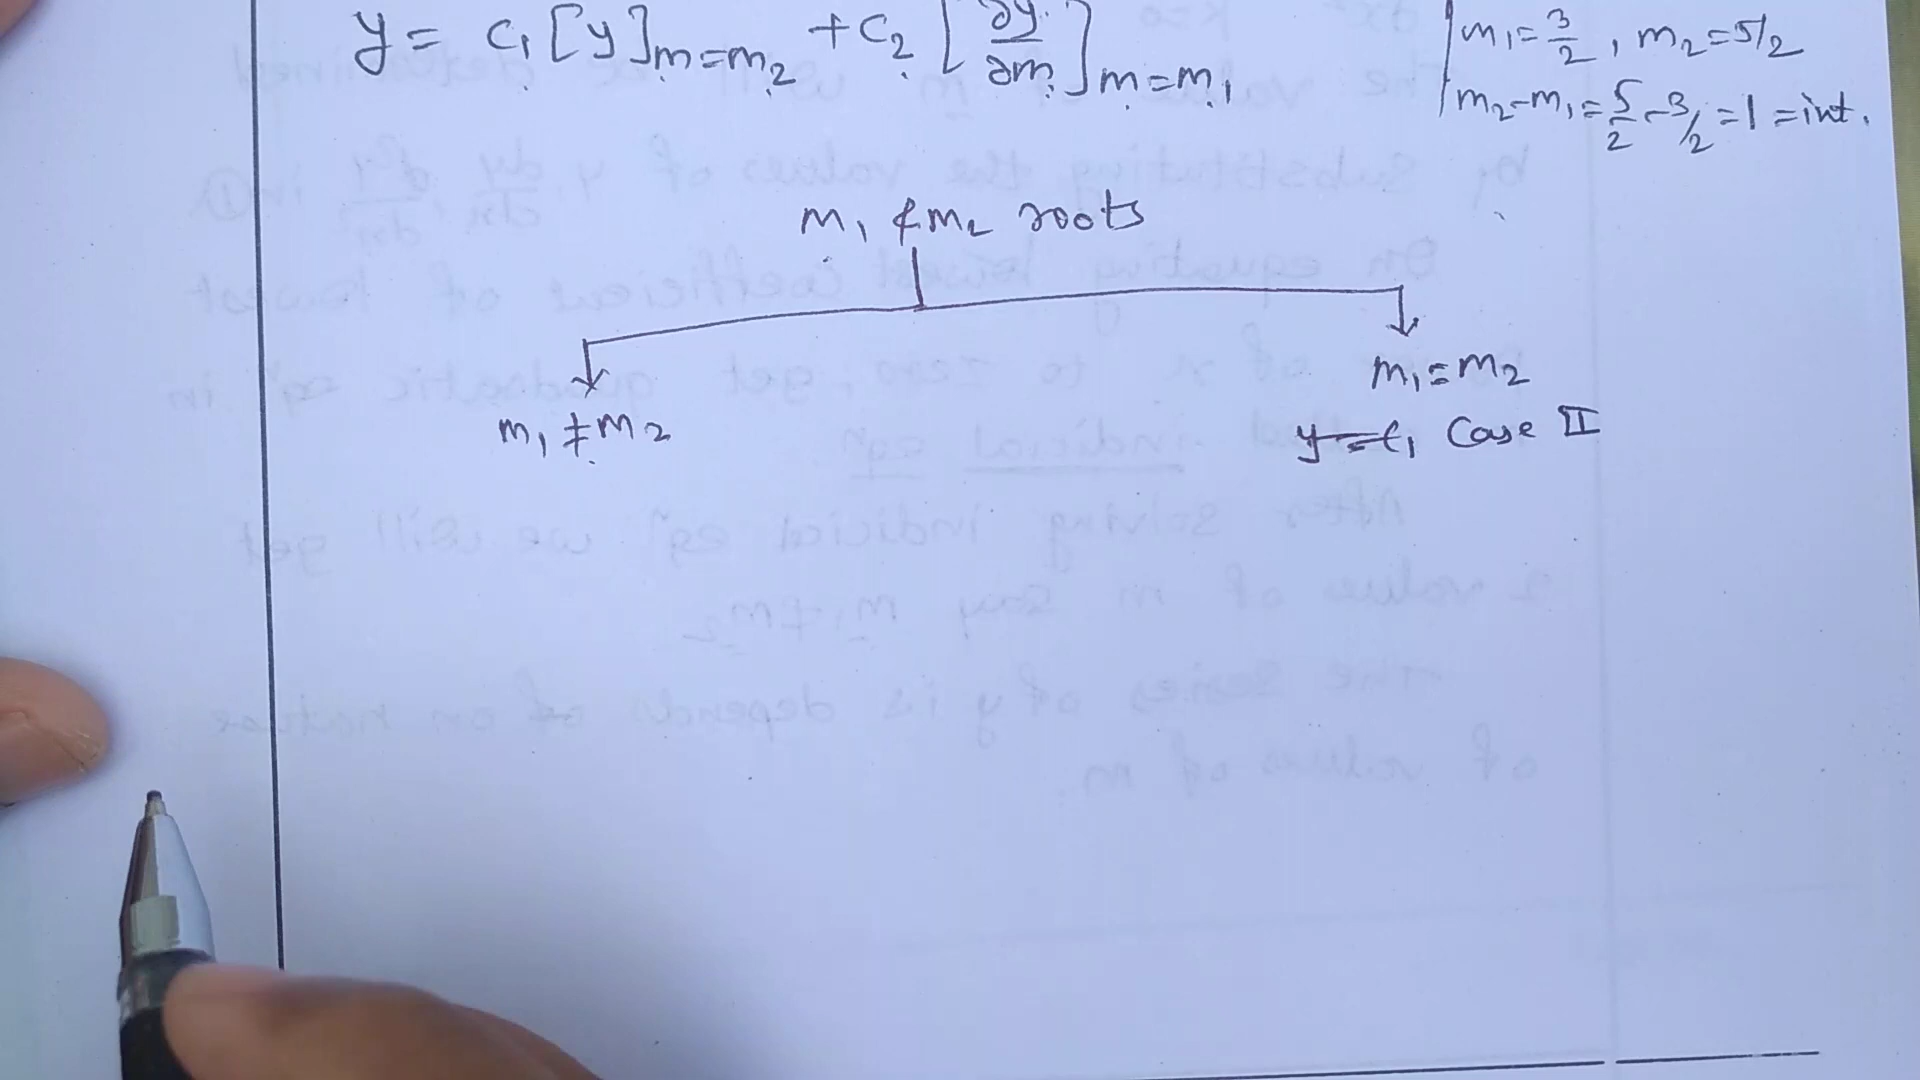 y = c₁ [y]m=m₂ + c₂ [∂y/∂m]m=m₁
m₁ = 3/2, m₂ = 5/2
m₂-m₁ = 5/2 - 3/2 = 1 = int.
m₁ & m₂ roots
m₁ ≠ m₂
m₁ = m₂
Case II